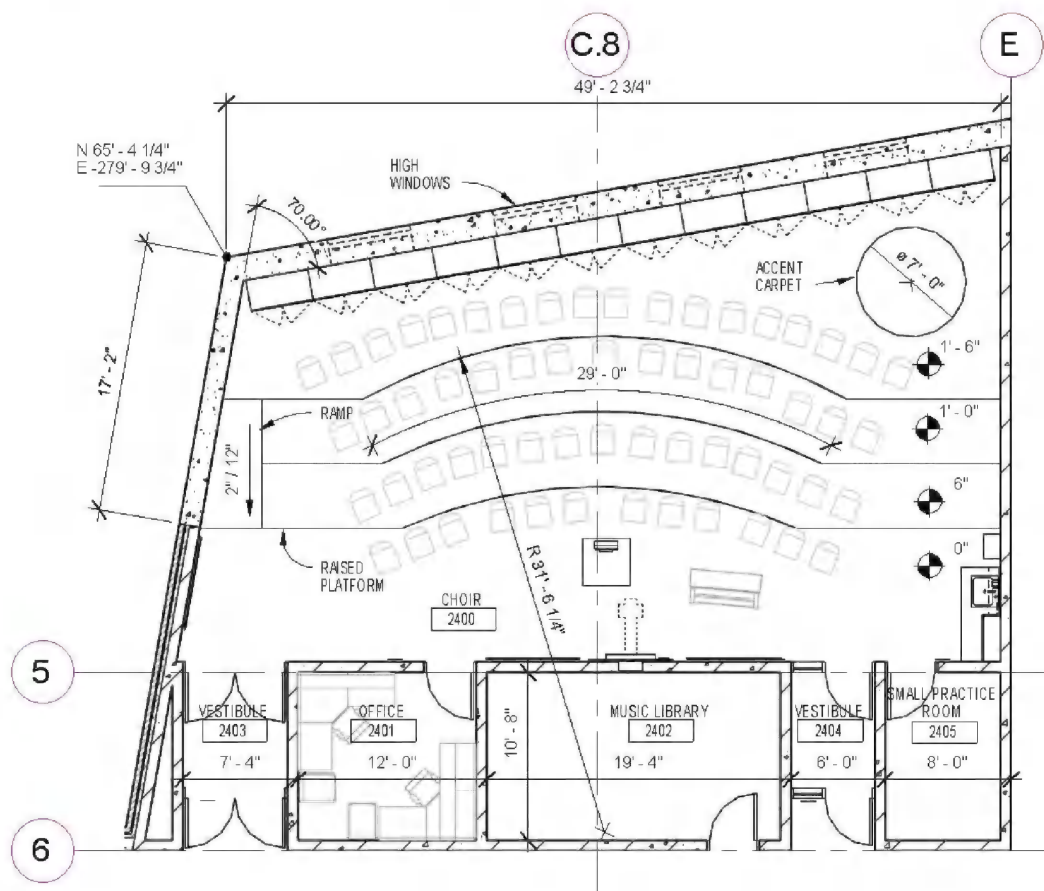 C.8
E
49' - 2 3/4"
N 65' - 4 1/4"
E -279' - 9 3/4"
HIGH
WINDOWS
70.00°
ACCENT
CARPET
ø 7' - 0"
17' - 2"
1' - 6"
29' - 0"
RAMP
1' - 0"
2" / 12"
6"
R 31' - 6 1/4"
0"
RAISED
PLATFORM
CHOIR
2400
5
VESTIBULE
2403
OFFICE
2401
10' - 8"
MUSIC LIBRARY
2402
VESTIBULE
2404
SMALL PRACTICE
ROOM
2405
7' - 4"
12' - 0"
19' - 4"
6' - 0"
8' - 0"
6